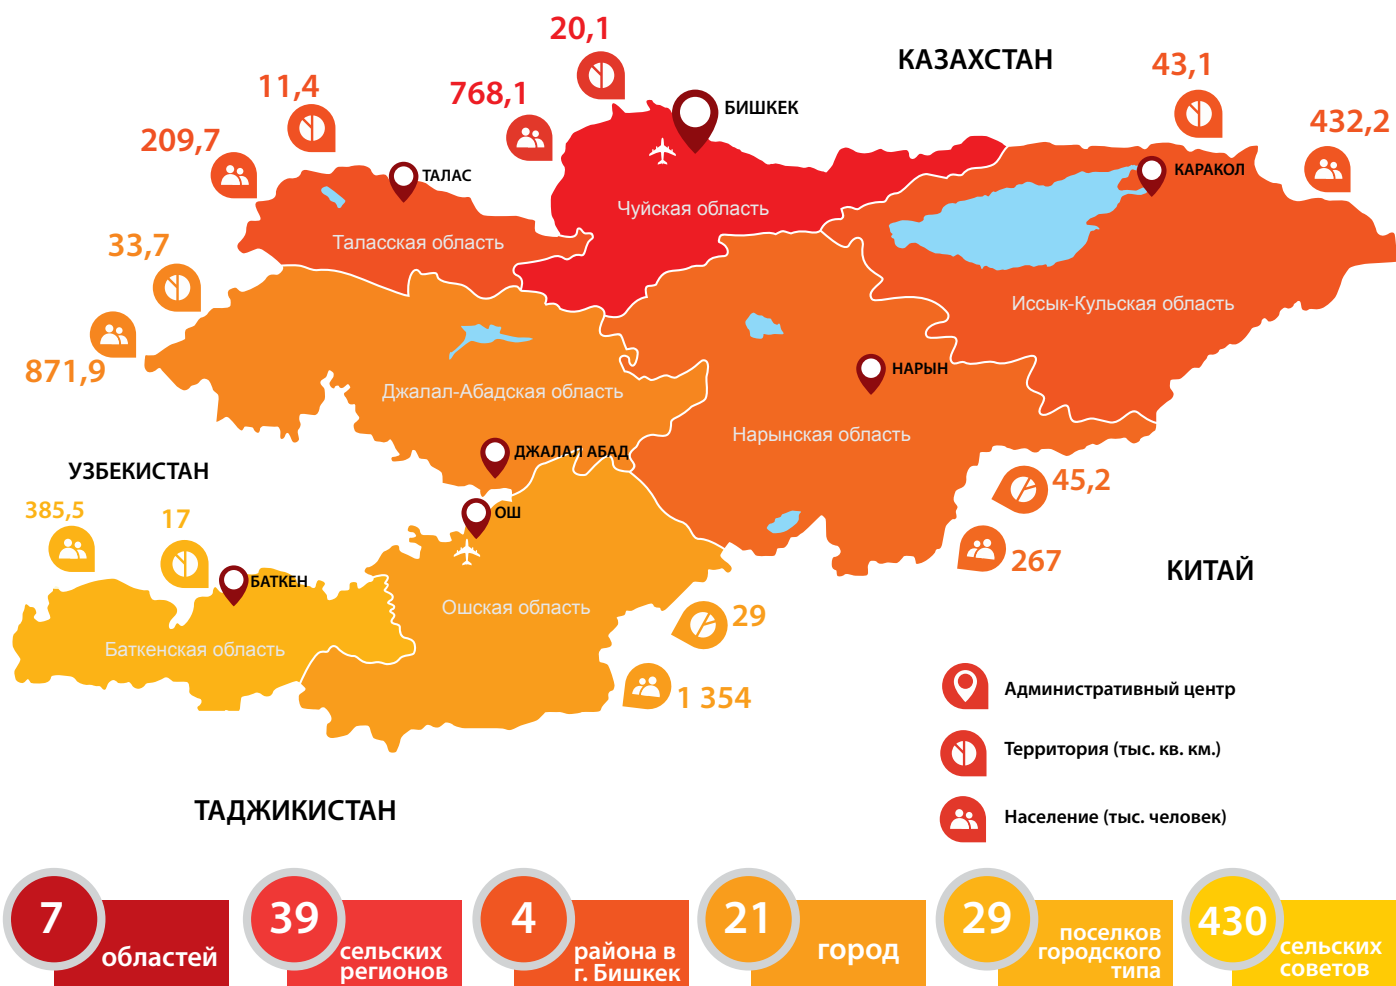 20,1
КАЗАХСТАН
43,1
11,4
768,1
БИШКЕК
432,2
209,7
ТАЛАС
КАРАКОЛ
Чуйская область
Таласская область
33,7
Иссык-Кульская область
871,9
НАРЫН
Джалал-Абадская область
Нарынская область
ДЖАЛАЛ АБАД
УЗБЕКИСТАН
45,2
385,5
17
ОШ
267
КИТАЙ
БАТКЕН
Ошская область
29
Баткенская область
1 354
Административный центр
Территория (тыс. кв. км.)
Население (тыс. человек)
ТАДЖИКИСТАН
7
областей
39
сельских
регионов
4
района в
г. Бишкек
21
город
29
поселков
городского
типа
430
сельских
советов